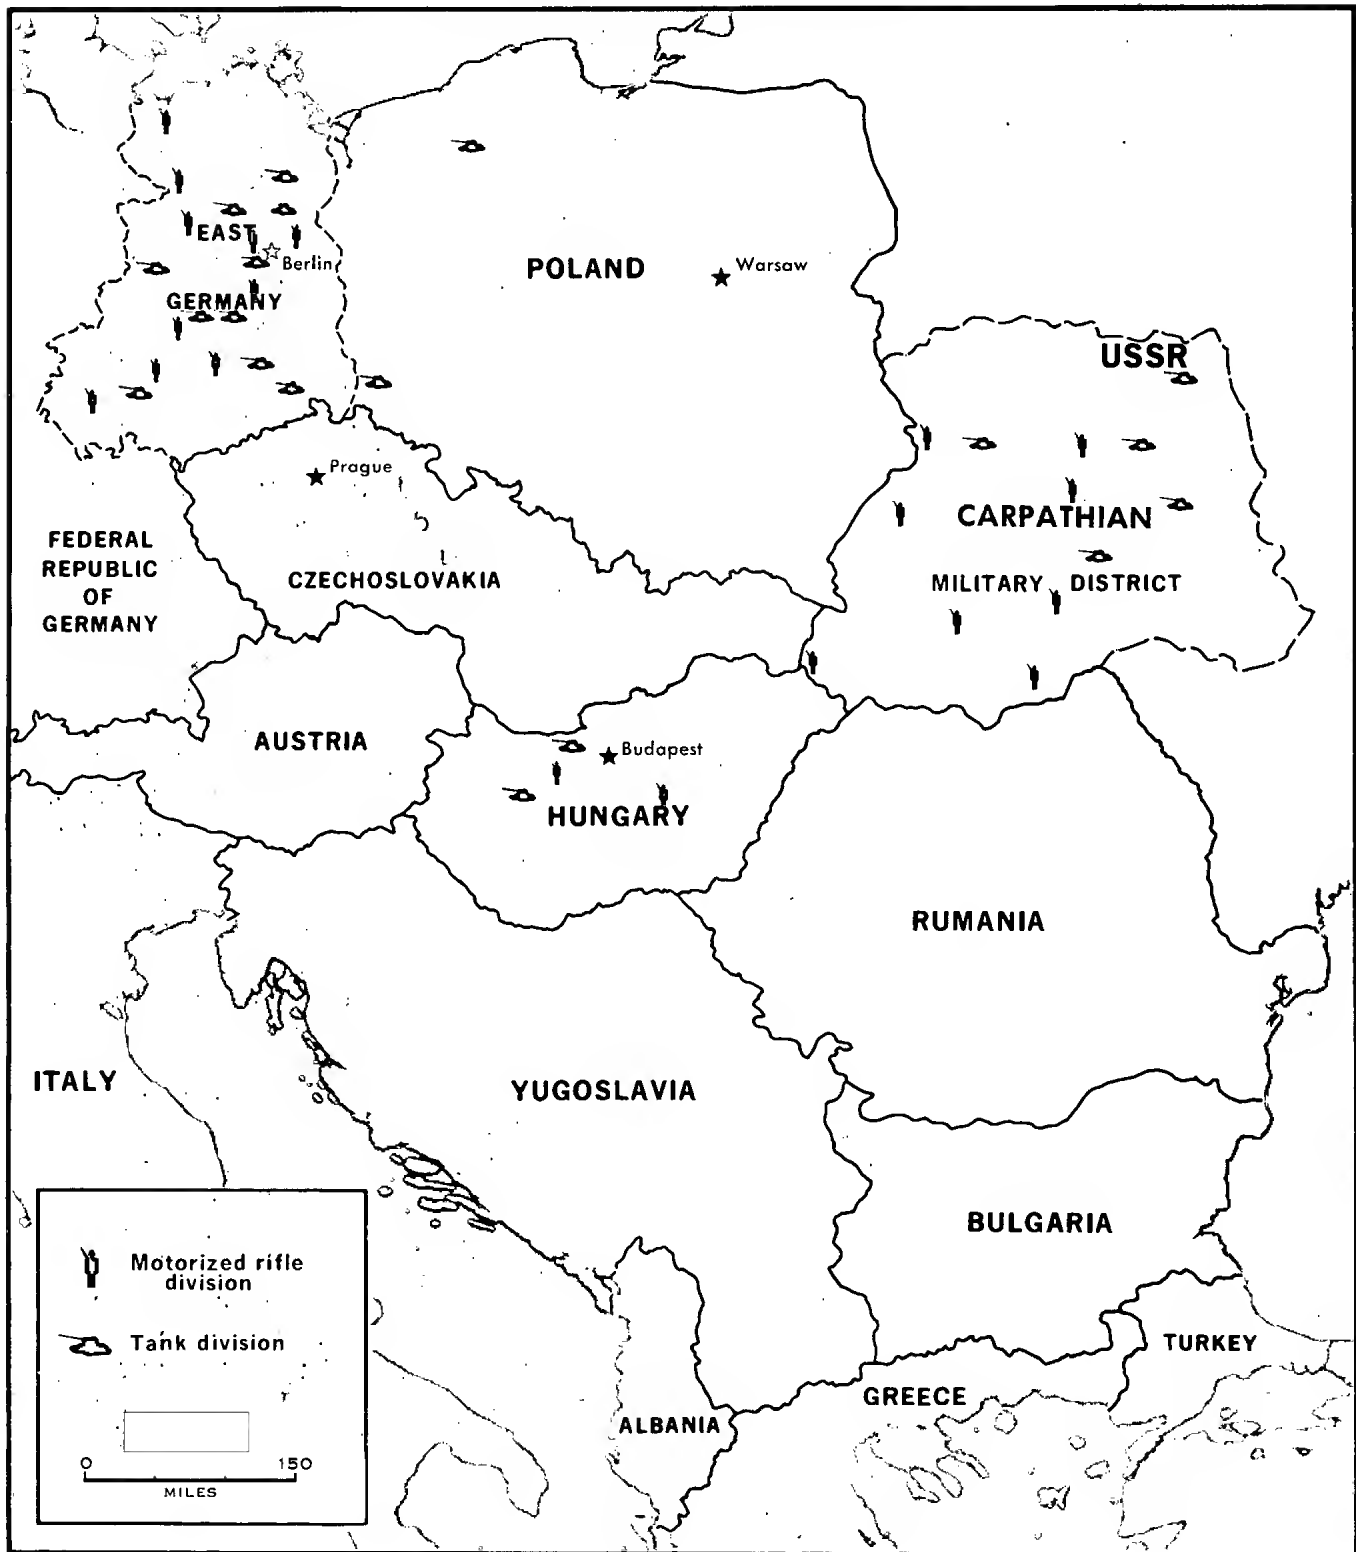 EAST
Berlin
GERMANY
POLAND
Warsaw
USSR
Prague
CARPATHIAN
MILITARY DISTRICT
FEDERAL
REPUBLIC
OF
GERMANY
CZECHOSLOVAKIA
AUSTRIA
Budapest
HUNGARY
RUMANIA
ITALY
YUGOSLAVIA
BULGARIA
TURKEY
GREECE
ALBANIA
Motorized rifle
division
Tank division
0 150
MILES